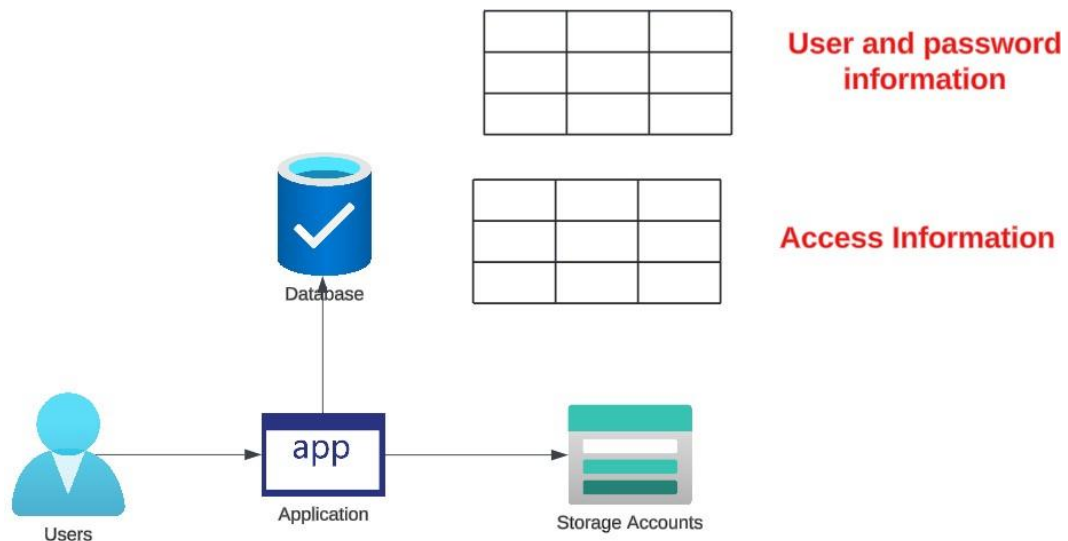 User and password
information
Access Information
Database
app
Application
Users
Storage Accounts